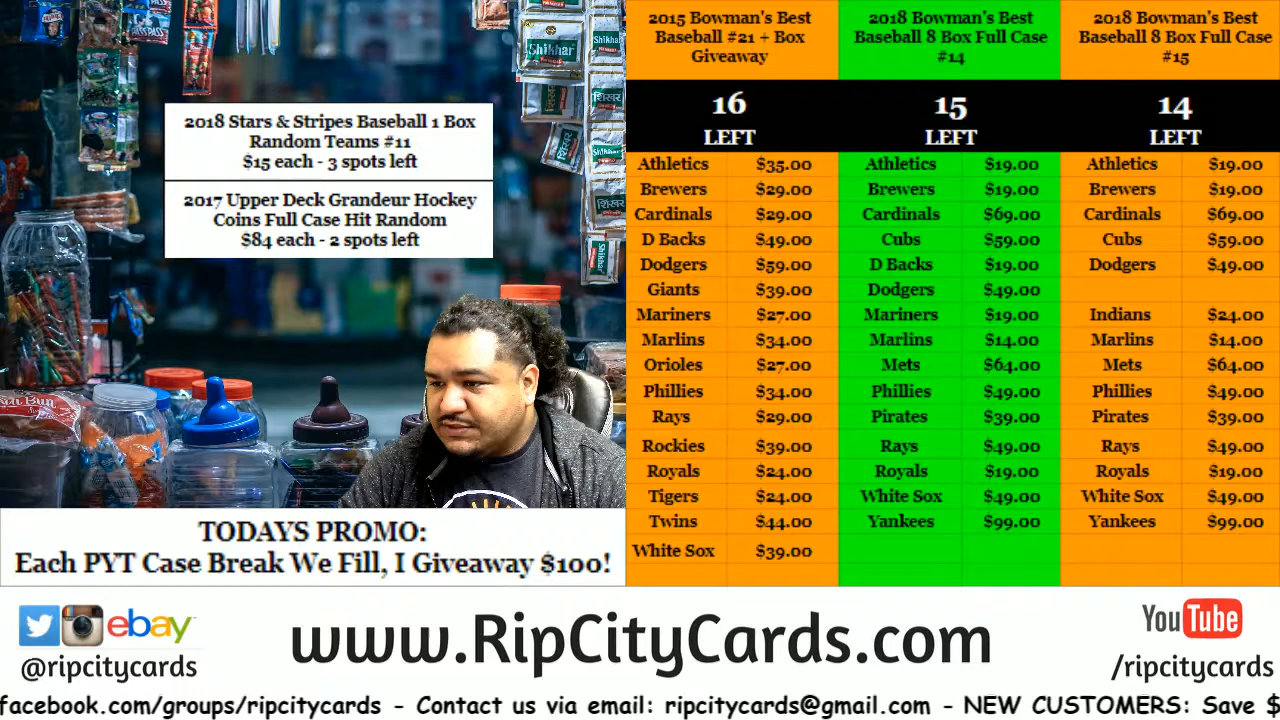 2018 Stars & Stripes Baseball 1 Box
Random Teams #11
$15 each - 3 spots left
2017 Upper Deck Grandeur Hockey
Coins Full Case Hit Random
$84 each - 2 spots left
Shikhar
शिखर
शिखर
Shikhar
शिखर
Shikhar
TODAYS PROMO:
Each PYT Case Break We Fill, I Giveaway $100!
2015 Bowman's Best
Baseball #21 + Box
Giveaway
16
LEFT
Athletics $35.00
Brewers $29.00
Cardinals $29.00
D Backs $49.00
Dodgers $59.00
Giants $39.00
Mariners $27.00
Marlins $34.00
Orioles $27.00
Phillies $34.00
Rays $29.00
Rockies $39.00
Royals $24.00
Tigers $24.00
Twins $44.00
White Sox $39.00
2018 Bowman's Best
Baseball 8 Box Full Case
#14
15
LEFT
Athletics $19.00
Brewers $19.00
Cardinals $69.00
Cubs $59.00
D Backs $19.00
Dodgers $49.00
Mariners $19.00
Marlins $14.00
Mets $64.00
Phillies $49.00
Pirates $39.00
Rays $49.00
Royals $19.00
White Sox $49.00
Yankees $99.00
2018 Bowman's Best
Baseball 8 Box Full Case
#15
14
LEFT
Athletics $19.00
Brewers $19.00
Cardinals $69.00
Cubs $59.00
Dodgers $49.00
Indians $24.00
Marlins $14.00
Mets $64.00
Phillies $49.00
Pirates $39.00
Rays $49.00
Royals $19.00
White Sox $49.00
Yankees $99.00
ebay
@ripcitycards
www.RipCityCards.com
YouTube
/ripcitycards
facebook.com/groups/ripcitycards - Contact us via email: ripcitycards@gmail.com - NEW CUSTOMERS: Save $